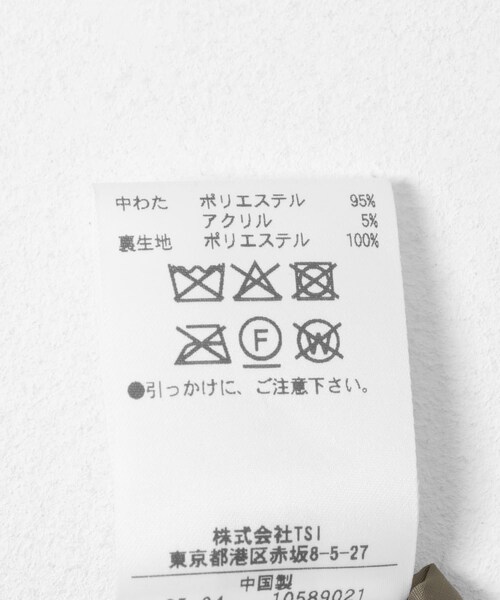 中わた ポリエステル 95%
アクリル 5%
裏生地 ポリエステル 100%
F W
●引っかけに、ご注意下さい。
株式会社TSI
東京都港区赤坂8-5-27
中国製
10589021